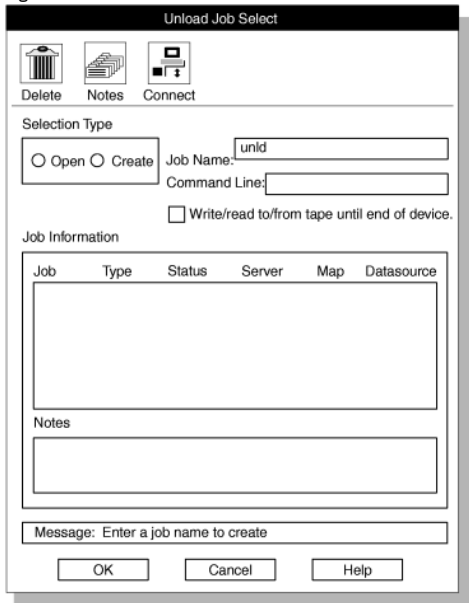 Unload Job Select
Delete Notes Connect
Selection Type
Open Create Job Name: unld
Command Line:
Write/read to/from tape until end of device.
Job Information
Job Type Status Server Map Datasource
Notes
Message: Enter a job name to create
OK Cancel Help